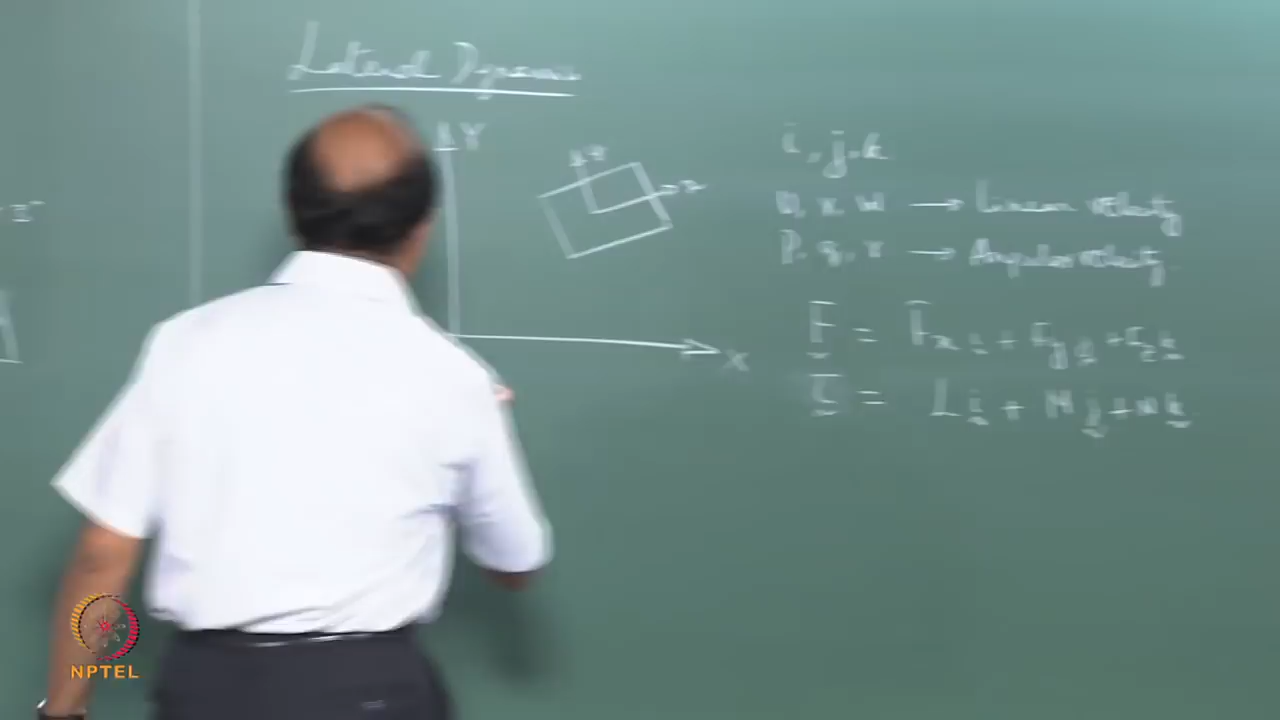 Lateral Dynamics
Y
y
x
X
i, j, k
u, v, w → Linear velocity
P, q, r → Angular velocity
F = Fx i + Fy j + Fz k
G = L i + M j + N k
NPTEL